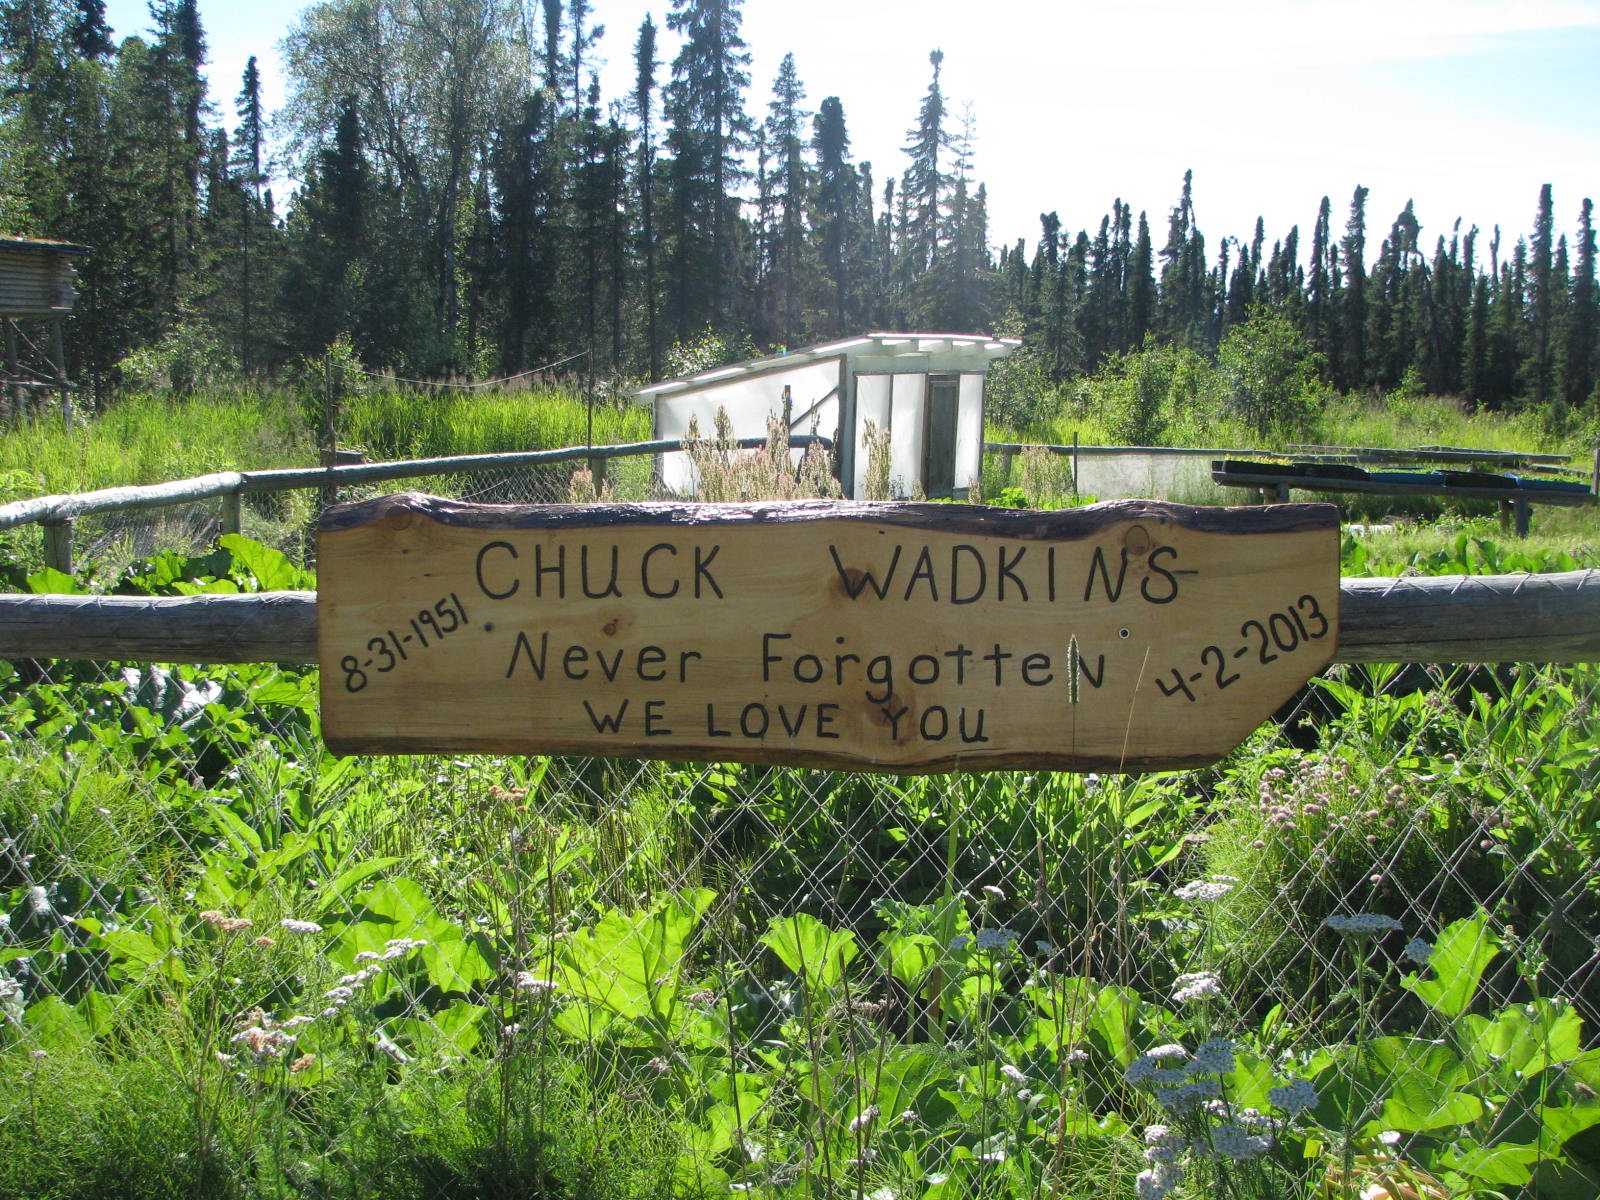 CHUCK WADKINS
8-31-1951
Never Forgotten
4-2-2013
WE LOVE YOU